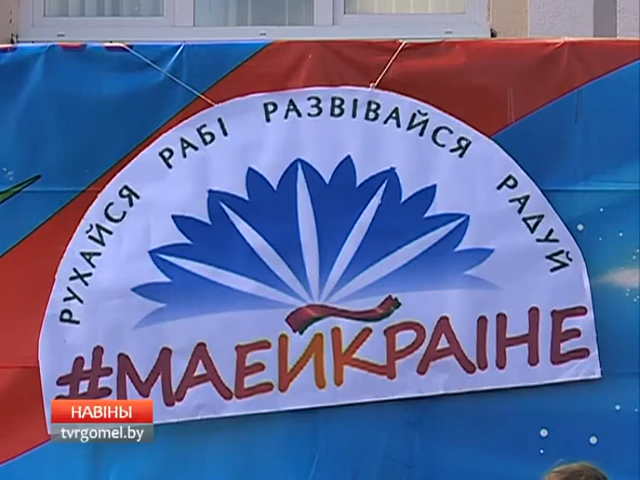 РУХАЙСЯ РАБІ РАЗВІВАЙСЯ РАДУЙ
#МАЕЙКРАІНЕ
НАВІНЫ
tvrgomel.by